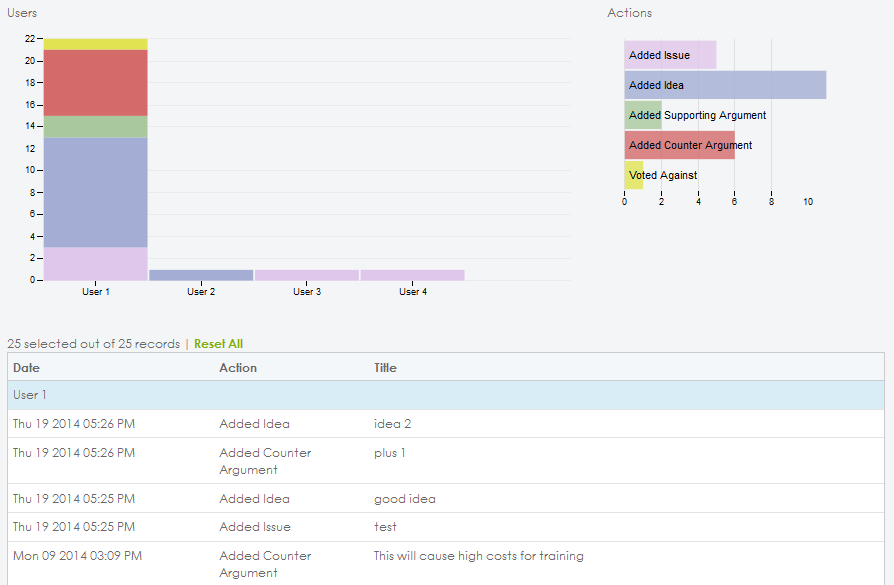 Users
22
20
18
16
14
12
10
8
6
4
2
0
User 1
User 2
User 3
User 4
Actions
Added Issue
Added Idea
Added Supporting Argument
Added Counter Argument
Voted Against
0 2 4 6 8 10
25 selected out of 25 records | Reset All
Date Action Title
User 1
Thu 19 2014 05:26 PM Added Idea idea 2
Thu 19 2014 05:26 PM Added Counter plus 1
Argument
Thu 19 2014 05:25 PM Added Idea good idea
Thu 19 2014 05:25 PM Added Issue test
Mon 09 2014 03:09 PM Added Counter This will cause high costs for training
Argument